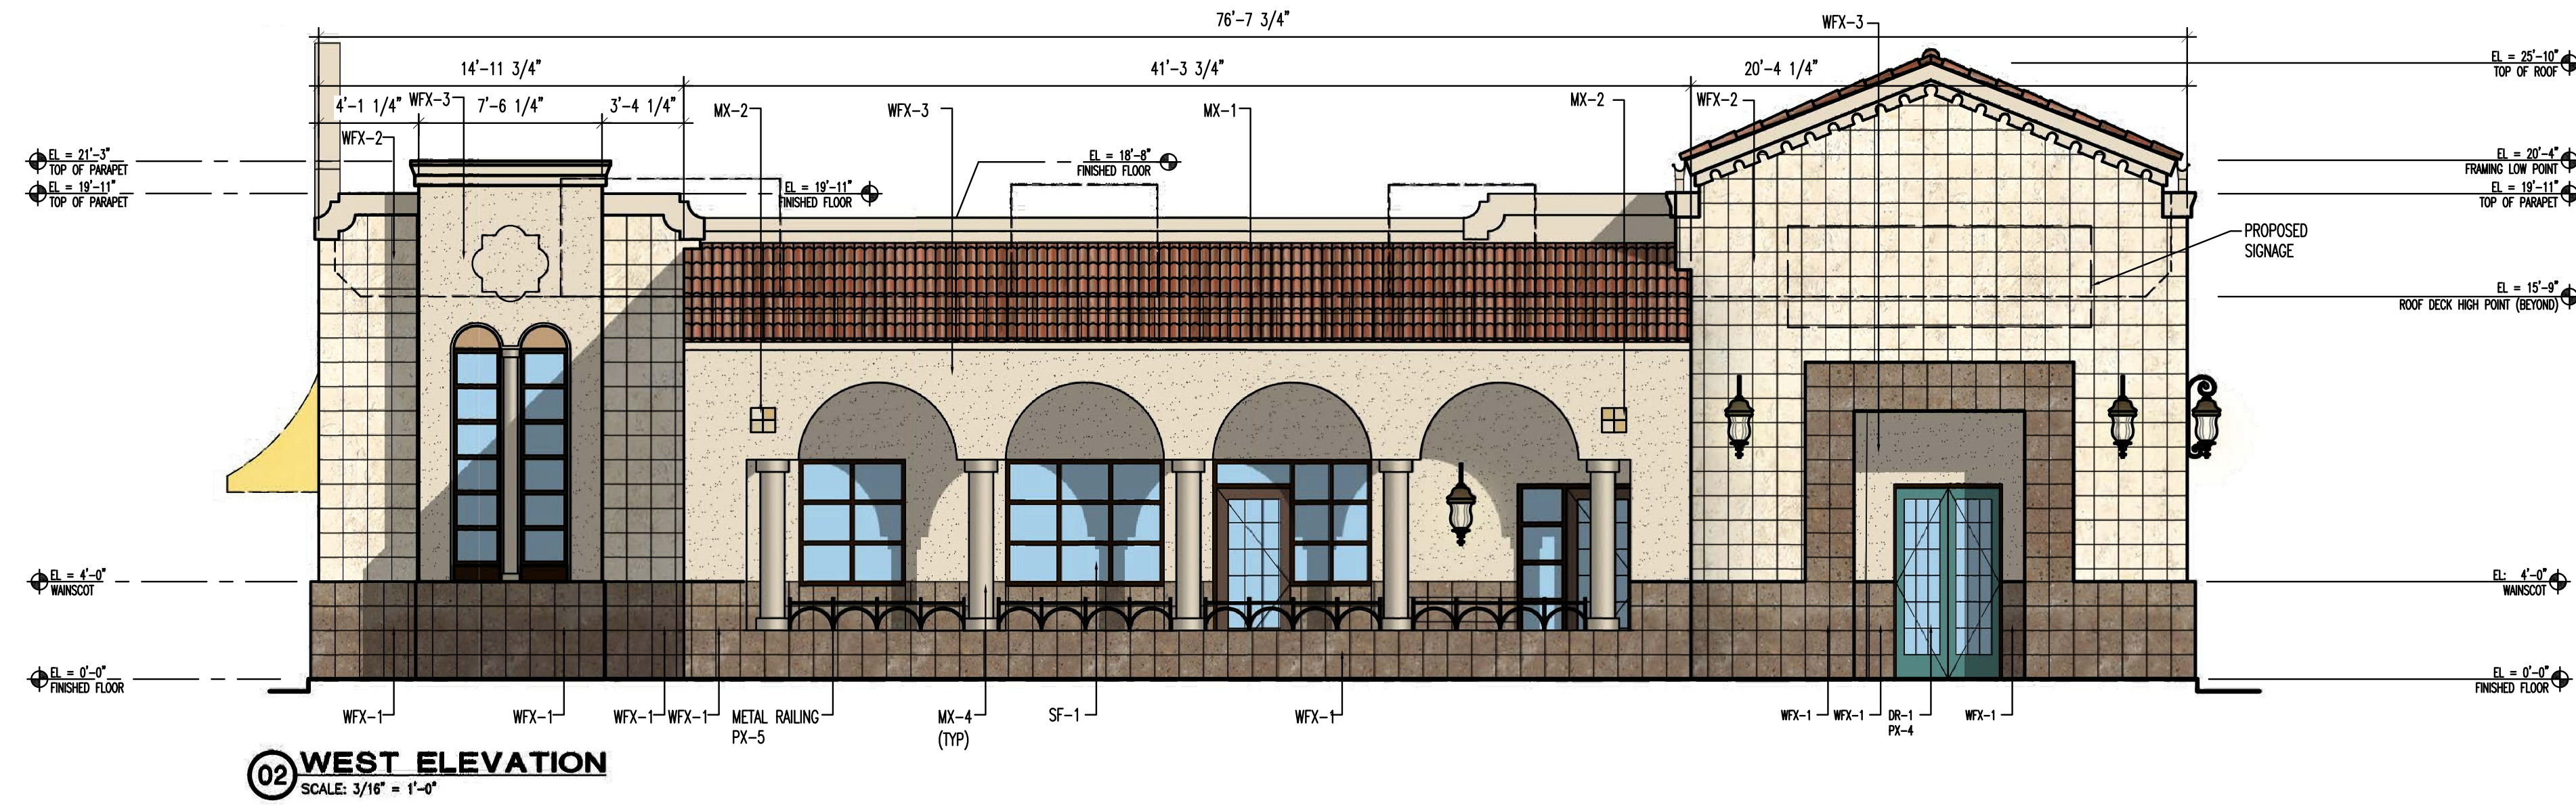 76'-7 3/4"
WFX-3
14'-11 3/4"
41'-3 3/4"
20'-4 1/4"
EL = 25'-10"
TOP OF ROOF
4'-1 1/4"
WFX-3
7'-6 1/4"
3'-4 1/4"
MX-2
WFX-3
MX-1
MX-2
WFX-2
WFX-2
EL = 21'-3"
TOP OF PARAPET
EL = 18'-8"
FINISHED FLOOR
EL = 20'-4"
FRAMING LOW POINT
EL = 19'-11"
TOP OF PARAPET
EL = 19'-11"
FINISHED FLOOR
EL = 19'-11"
TOP OF PARAPET
PROPOSED
SIGNAGE
EL = 15'-9"
ROOF DECK HIGH POINT (BEYOND)
EL = 4'-0"
WAINSCOT
EL: 4'-0"
WAINSCOT
EL = 0'-0"
FINISHED FLOOR
EL = 0'-0"
FINISHED FLOOR
WFX-1
WFX-1
WFX-1
WFX-1
METAL RAILING
PX-5
MX-4
(TYP)
SF-1
WFX-1
WFX-1
WFX-1
DR-1
PX-4
WFX-1
02
WEST ELEVATION
SCALE: 3/16" = 1'-0"